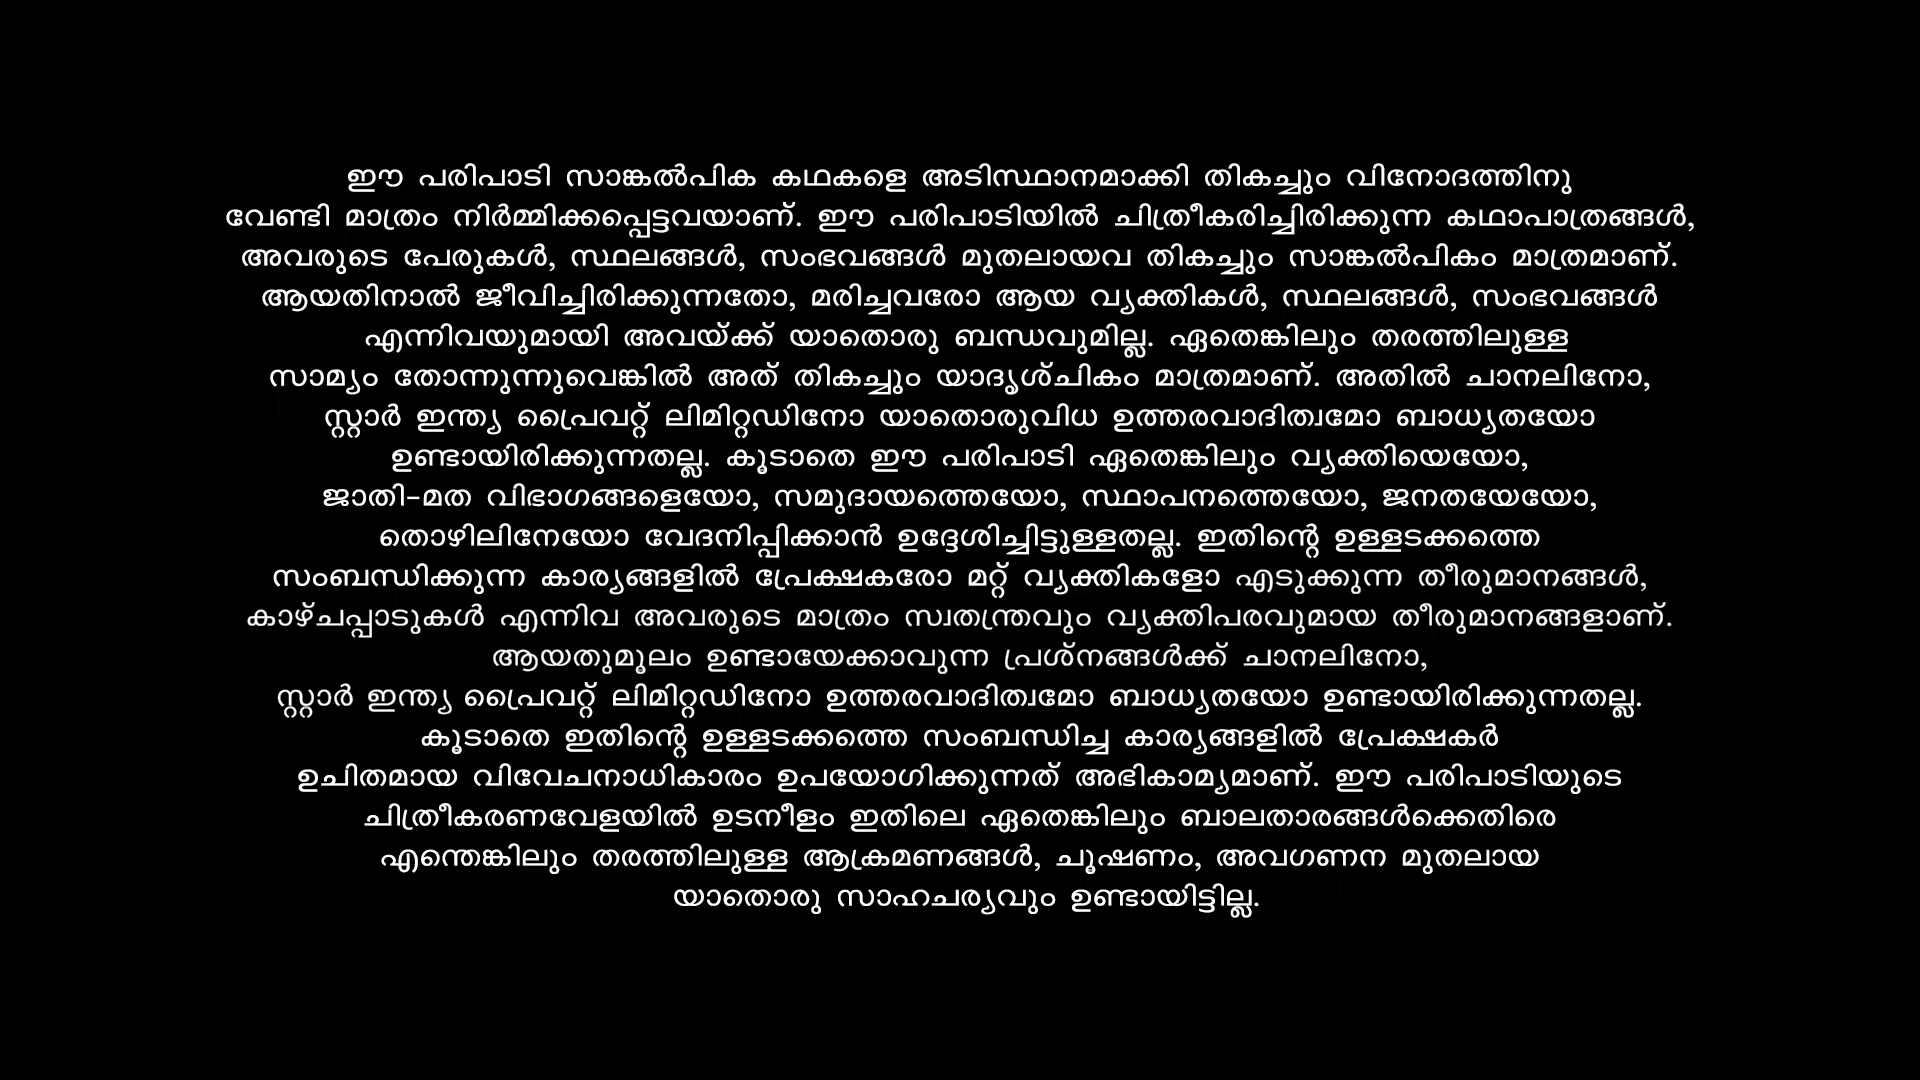 ഈ പരിപാടി സാങ്കൽപിക കഥകളെ അടിസ്ഥാനമാക്കി തികച്ചും വിനോദത്തിനു
വേണ്ടി മാത്രം നിർമ്മിക്കപ്പെട്ടവയാണ്. ഈ പരിപാടിയിൽ ചിത്രീകരിച്ചിരിക്കുന്ന കഥാപാത്രങ്ങൾ,
അവരുടെ പേരുകൾ, സ്ഥലങ്ങൾ, സംഭവങ്ങൾ മുതലായവ തികച്ചും സാങ്കൽപികം മാത്രമാണ്.
ആയതിനാൽ ജീവിച്ചിരിക്കുന്നതോ, മരിച്ചവരോ ആയ വ്യക്തികൾ, സ്ഥലങ്ങൾ, സംഭവങ്ങൾ
എന്നിവയുമായി അവയ്ക്ക് യാതൊരു ബന്ധവുമില്ല. ഏതെങ്കിലും തരത്തിലുള്ള
സാമ്യം തോന്നുന്നുവെങ്കിൽ അത് തികച്ചും യാദൃശ്ചികം മാത്രമാണ്. അതിൽ ചാനലിനോ,
സ്റ്റാർ ഇന്ത്യ പ്രൈവറ്റ് ലിമിറ്റഡിനോ യാതൊരുവിധ ഉത്തരവാദിത്വമോ ബാധ്യതയോ
ഉണ്ടായിരിക്കുന്നതല്ല. കൂടാതെ ഈ പരിപാടി ഏതെങ്കിലും വ്യക്തിയെയോ,
ജാതി-മത വിഭാഗങ്ങളെയോ, സമുദായത്തെയോ, സ്ഥാപനത്തെയോ, ജനതയേയോ,
തൊഴിലിനേയോ വേദനിപ്പിക്കാൻ ഉദ്ദേശിച്ചിട്ടുള്ളതല്ല. ഇതിന്റെ ഉള്ളടക്കത്തെ
സംബന്ധിക്കുന്ന കാര്യങ്ങളിൽ പ്രേക്ഷകരോ മറ്റ് വ്യക്തികളോ എടുക്കുന്ന തീരുമാനങ്ങൾ,
കാഴ്ചപ്പാടുകൾ എന്നിവ അവരുടെ മാത്രം സ്വതന്ത്രവും വ്യക്തിപരവുമായ തീരുമാനങ്ങളാണ്.
ആയതുമൂലം ഉണ്ടായേക്കാവുന്ന പ്രശ്നങ്ങൾക്ക് ചാനലിനോ,
സ്റ്റാർ ഇന്ത്യ പ്രൈവറ്റ് ലിമിറ്റഡിനോ ഉത്തരവാദിത്വമോ ബാധ്യതയോ ഉണ്ടായിരിക്കുന്നതല്ല.
കൂടാതെ ഇതിന്റെ ഉള്ളടക്കത്തെ സംബന്ധിച്ച കാര്യങ്ങളിൽ പ്രേക്ഷകർ
ഉചിതമായ വിവേചനാധികാരം ഉപയോഗിക്കുന്നത് അഭികാമ്യമാണ്. ഈ പരിപാടിയുടെ
ചിത്രീകരണവേളയിൽ ഉടനീളം ഇതിലെ ഏതെങ്കിലും ബാലതാരങ്ങൾക്കെതിരെ
എന്തെങ്കിലും തരത്തിലുള്ള ആക്രമണങ്ങൾ, ചൂഷണം, അവഗണന മുതലായ
യാതൊരു സാഹചര്യവും ഉണ്ടായിട്ടില്ല.